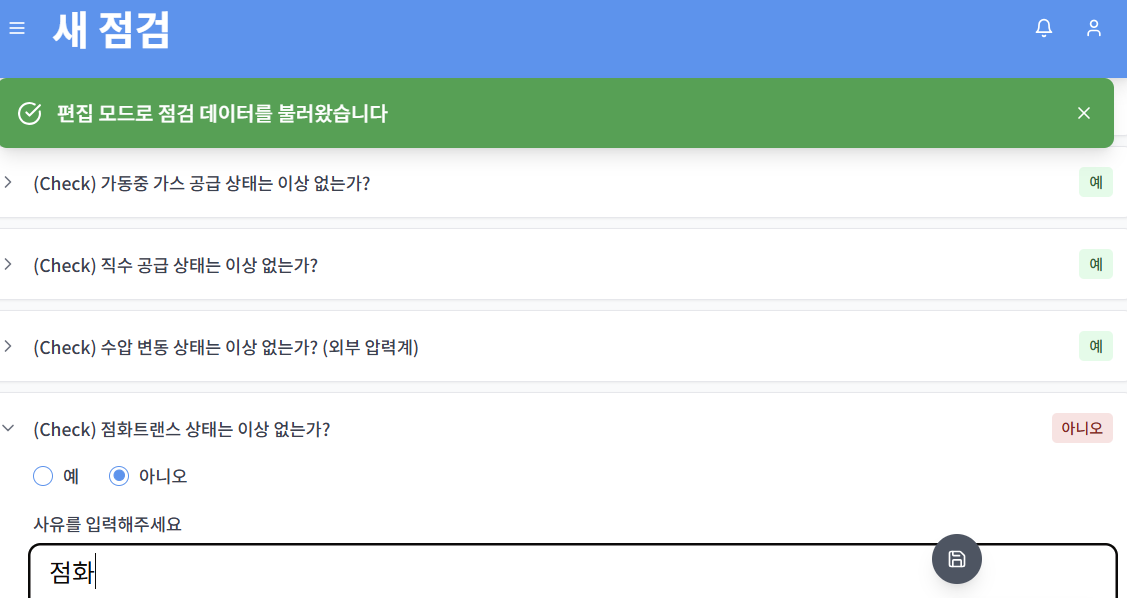 새 점검
편집 모드로 점검 데이터를 불러왔습니다
(Check) 가동중 가스 공급 상태는 이상 없는가? 예
(Check) 직수 공급 상태는 이상 없는가? 예
(Check) 수압 변동 상태는 이상 없는가? (외부 압력계) 예
(Check) 점화트랜스 상태는 이상 없는가? 아니오
예 아니오
사유를 입력해주세요
점화